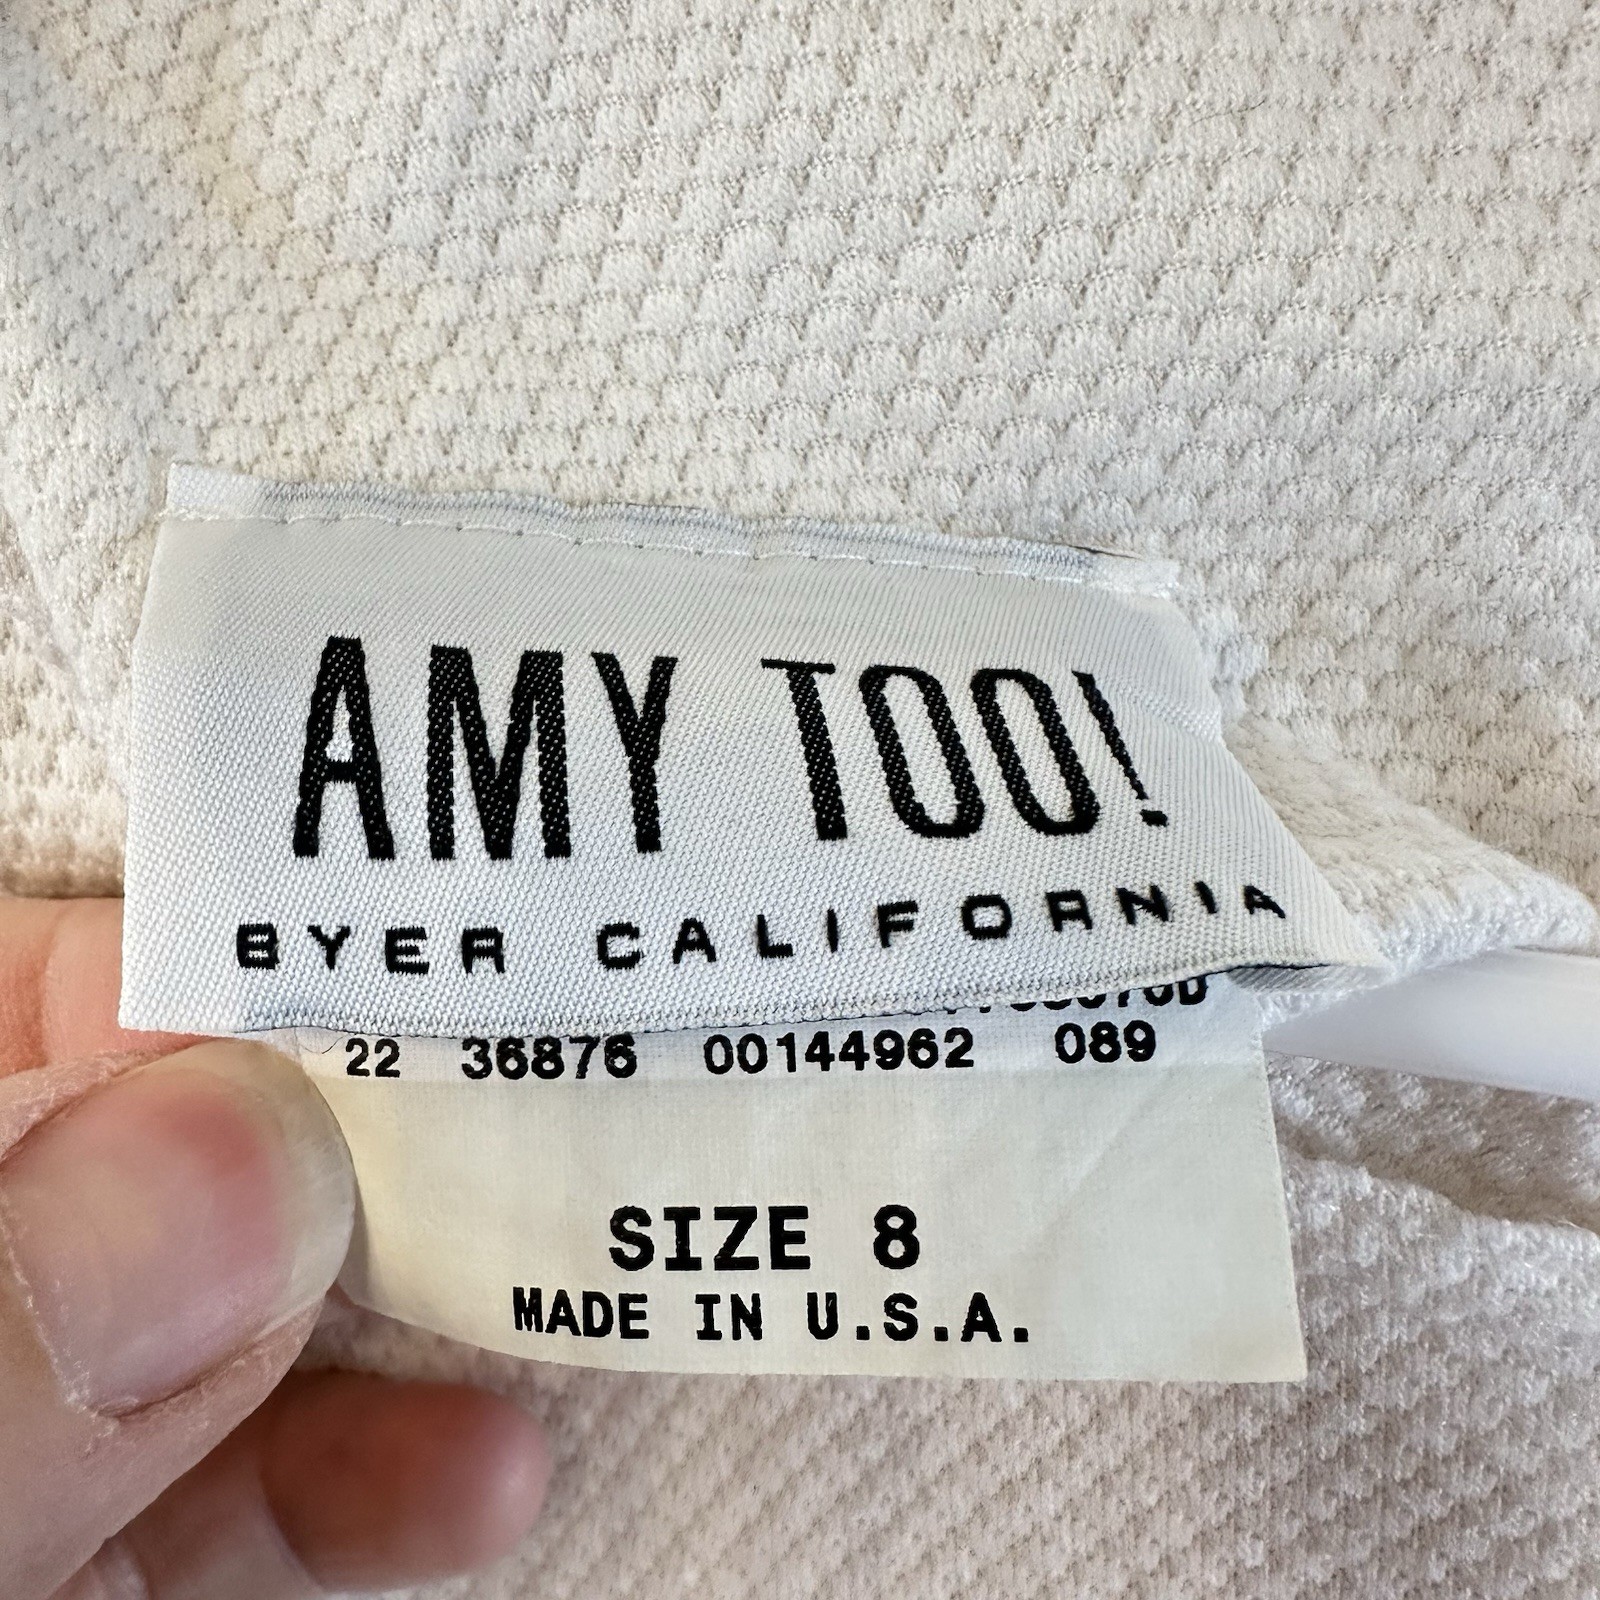 AMY TOO!
BYER CALIFORNIA
22 36876 00144962 089
SIZE 8
MADE IN U.S.A.